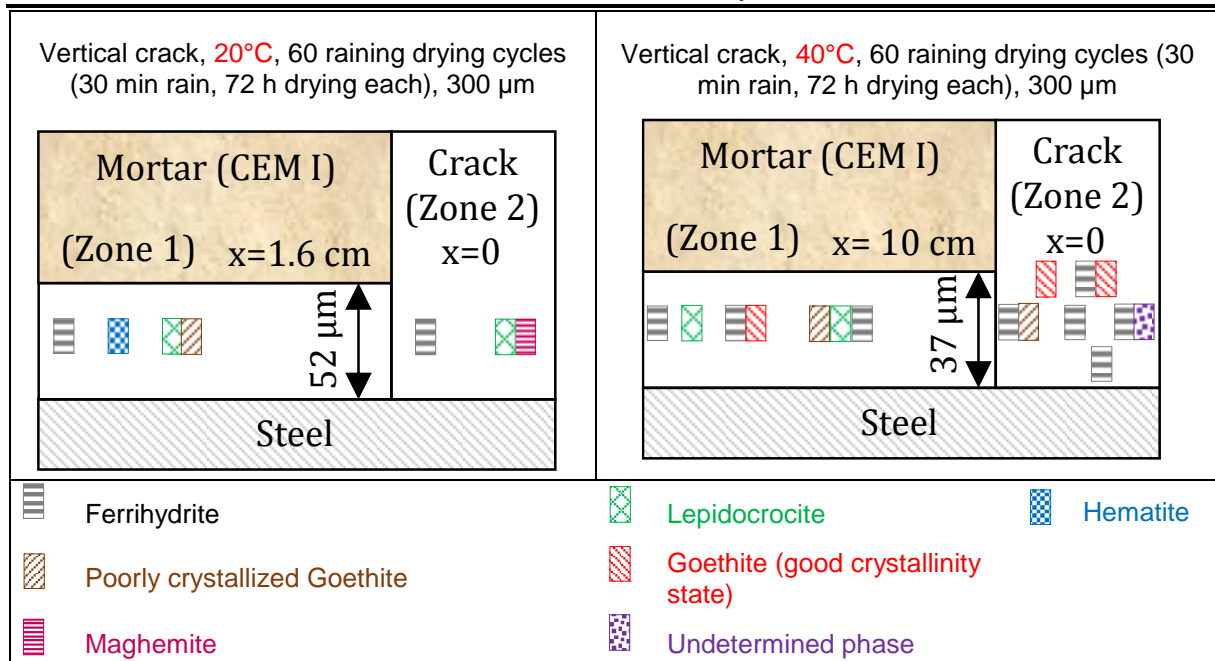 Vertical crack, 20°C, 60 raining drying cycles
(30 min rain, 72 h drying each), 300 µm
Mortar (CEM I)
(Zone 1) x=1.6 cm
Crack
(Zone 2)
x=0
52 µm
Steel
Vertical crack, 40°C, 60 raining drying cycles (30
min rain, 72 h drying each), 300 µm
Mortar (CEM I)
(Zone 1) x= 10 cm
Crack
(Zone 2)
x=0
37 µm
Steel
Ferrihydrite
Lepidocrocite
Hematite
Poorly crystallized Goethite
Goethite (good crystallinity
state)
Maghemite
Undetermined phase